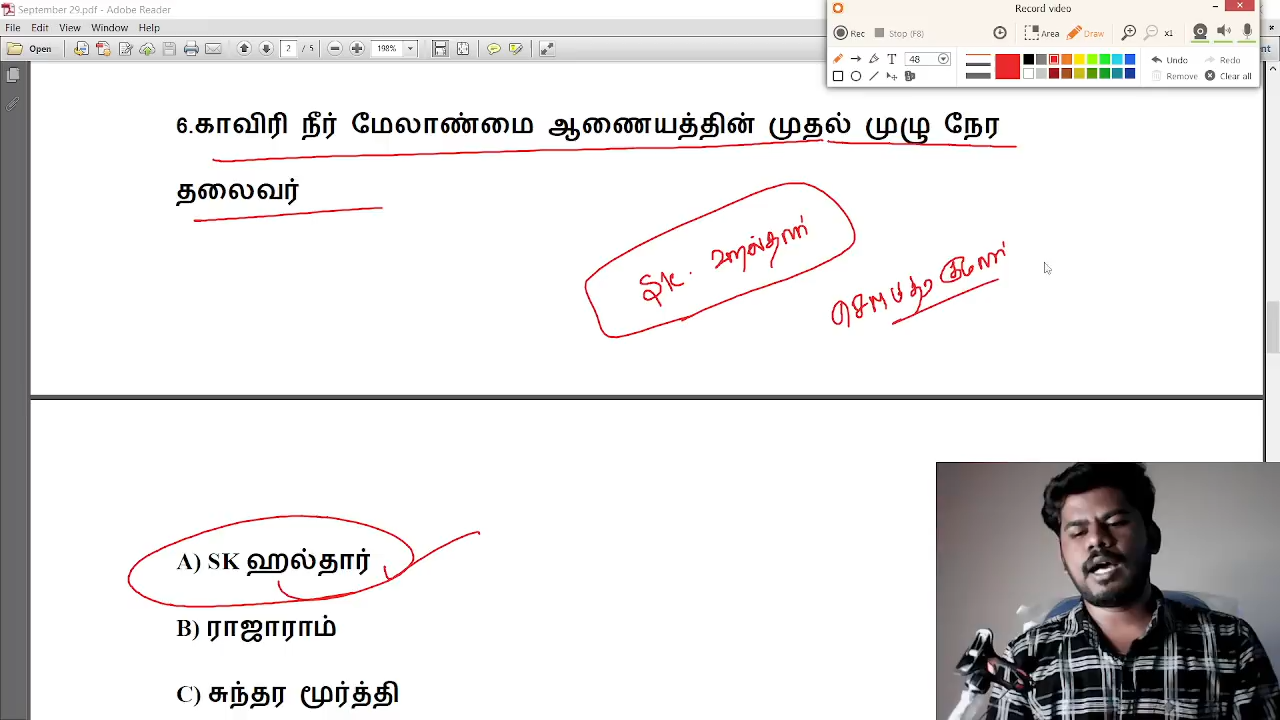 September 29.pdf - Adobe Reader
Record video
File Edit View Window Help
Rec Stop (F8) Area Draw x1
Open 2 / 5 198%
T 48 Undo Redo
Remove Clear all
6.காவிரி நீர் மேலாண்மை ஆணையத்தின் முதல் முழு நேர
தலைவர்
SK. ஹல்தார்
குமார்
A) SK ஹல்தார்
B) ராஜாராம்
C) சுந்தர மூர்த்தி